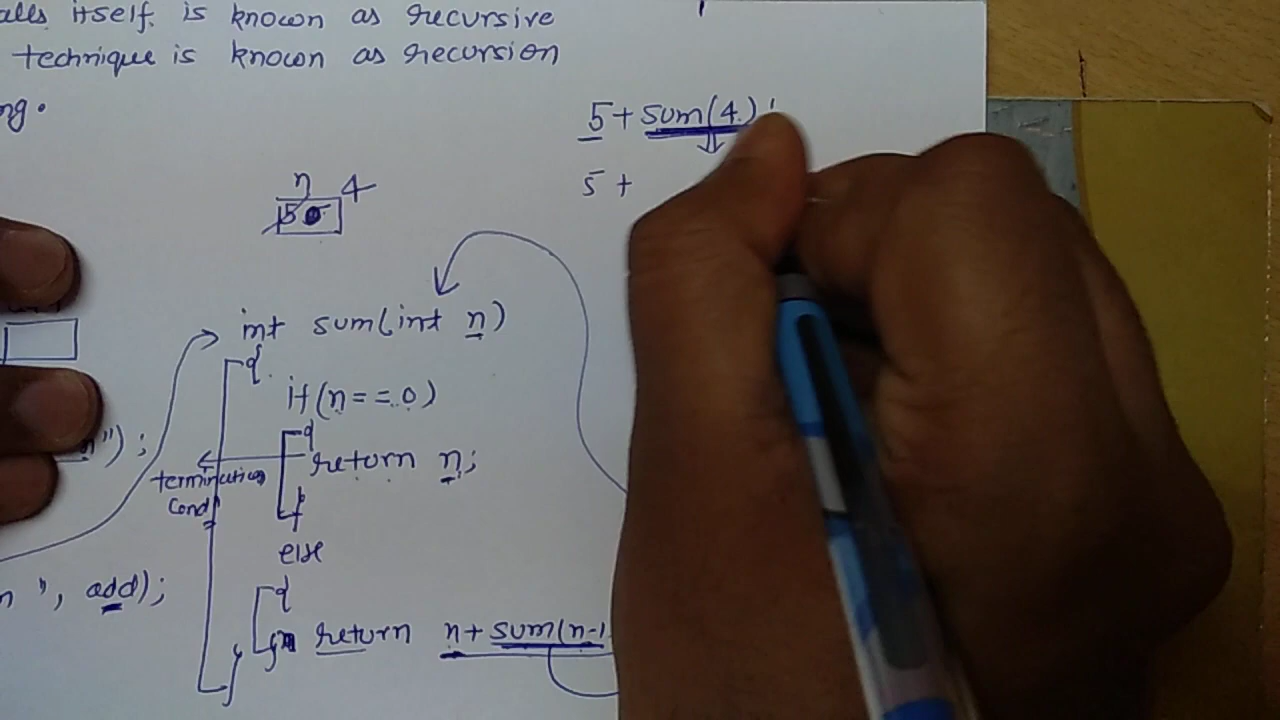 alls itself. is known as recursive
technique is known as recursion
ng.
5 + sum(4)
5 +
n 4
int sum(int n)
{
if(n==0)
{
return n;
}
termination
Cond
n");
else
{
n ", add);
return n + sum(n-1
}